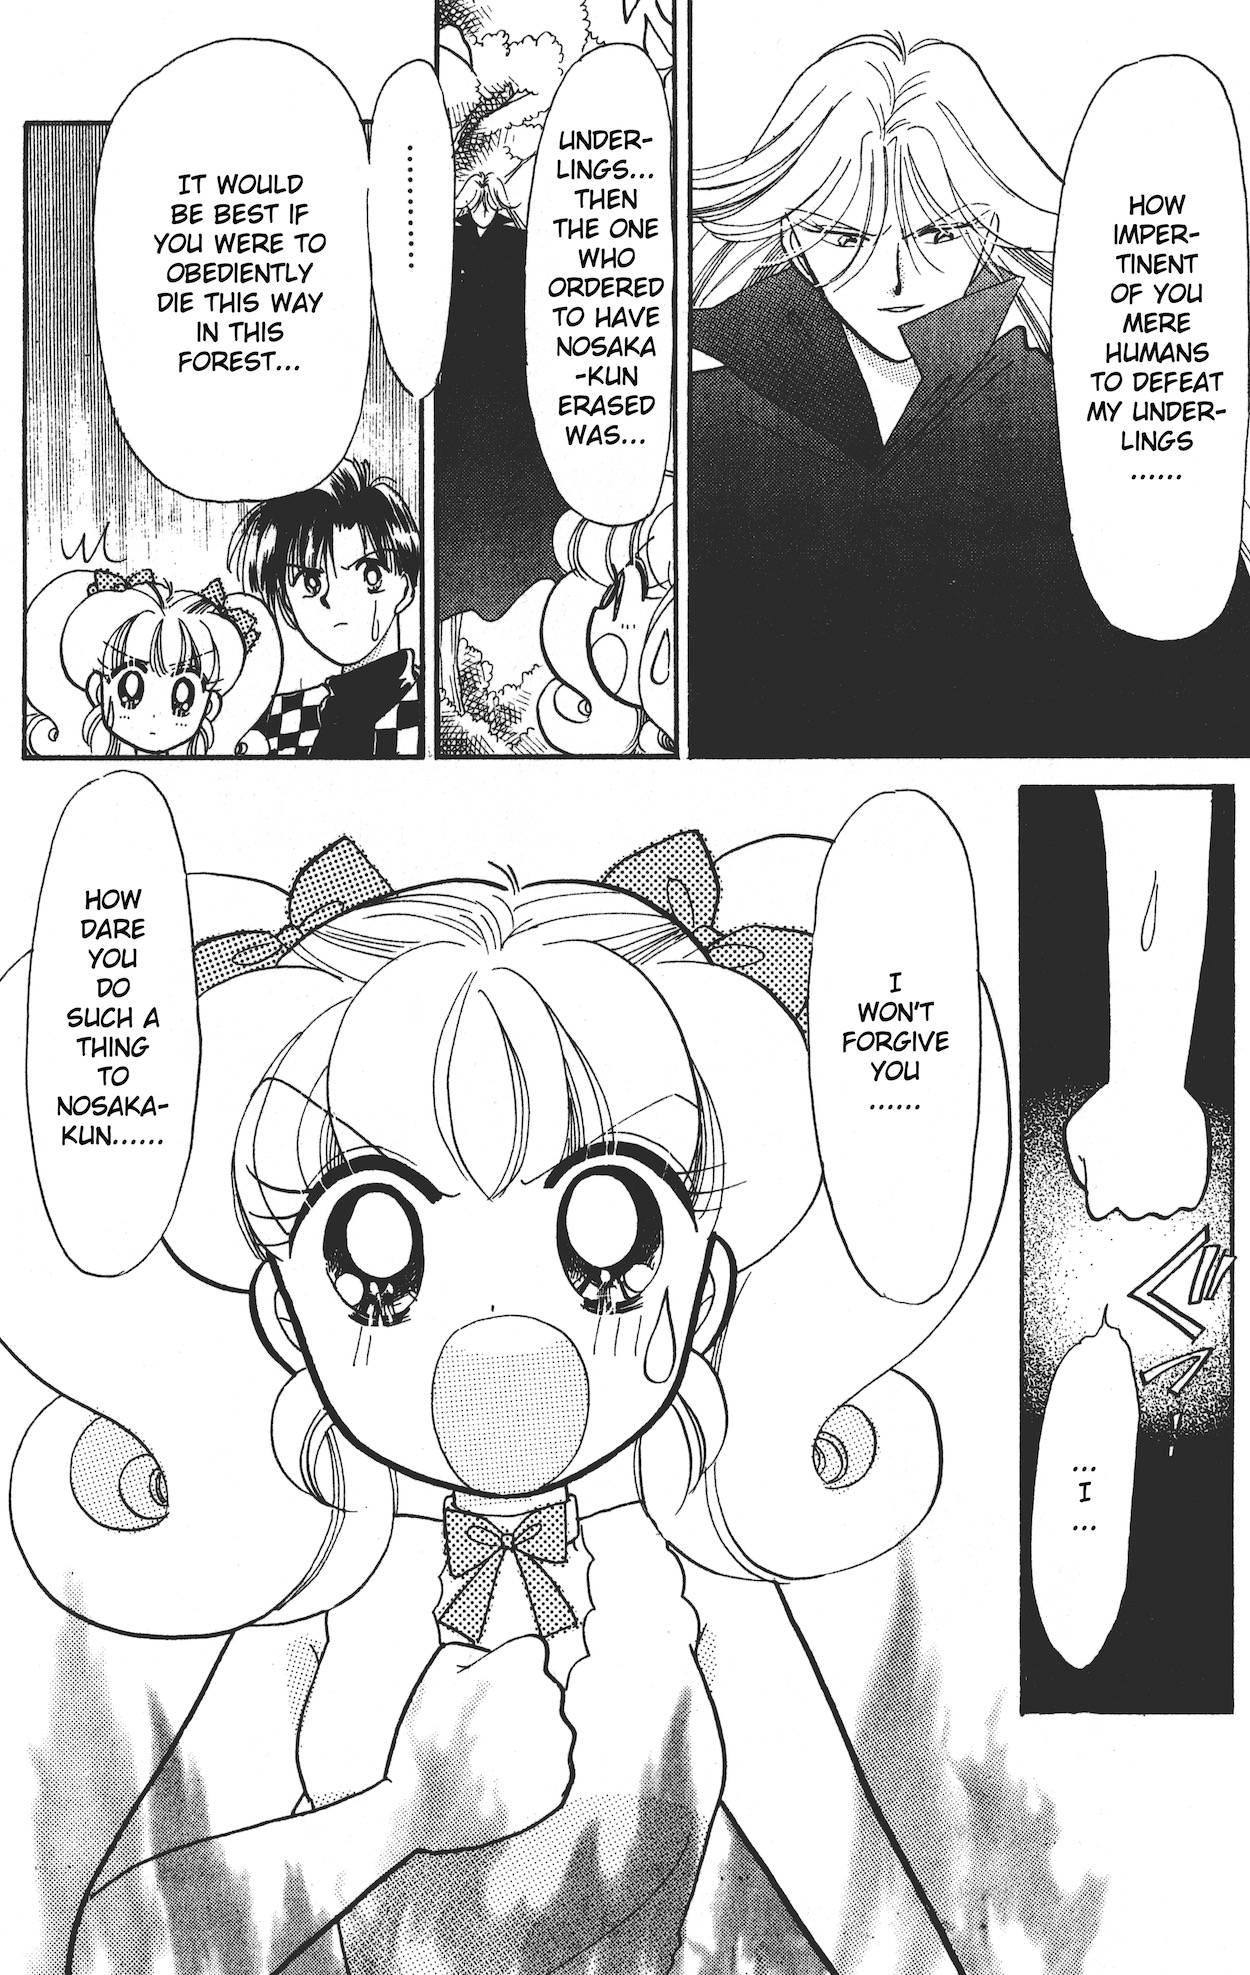 HOW
IMPER-
TINENT
OF YOU
MERE
HUMANS
TO DEFEAT
MY UNDER-
LINGS
......
UNDER-
LINGS...
THEN
THE ONE
WHO
ORDERED
TO HAVE
NOSAKA
-KUN
ERASED
WAS...
..........
IT WOULD
BE BEST IF
YOU WERE TO
OBEDIENTLY
DIE THIS WAY
IN THIS
FOREST...
...
I
...
I
WON'T
FORGIVE
YOU
......
HOW
DARE
YOU
DO
SUCH A
THING
TO
NOSAKA-
KUN......